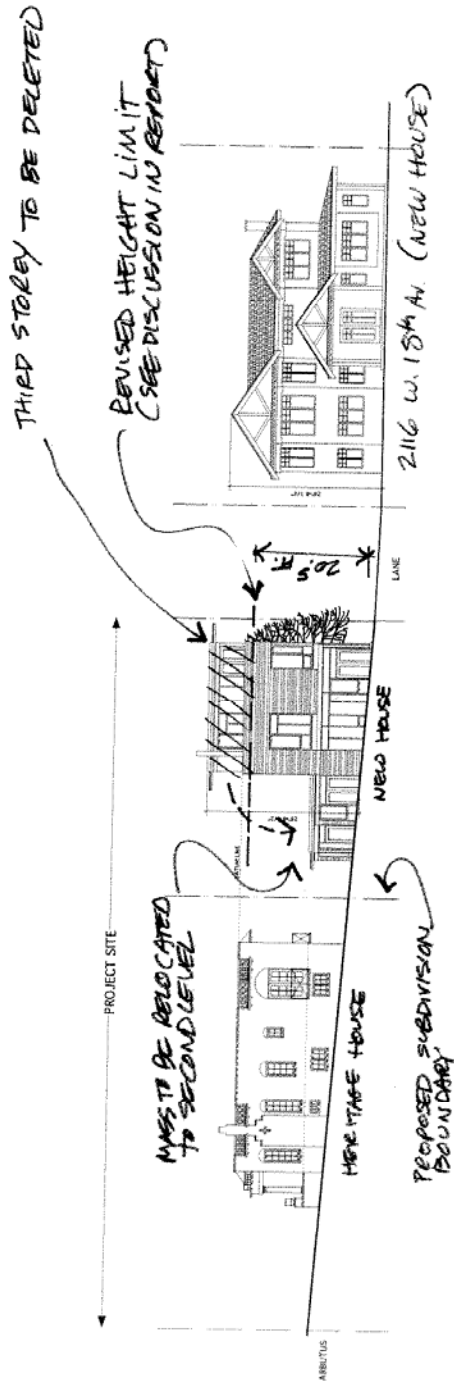 THIRD STOREY TO BE DELETED
REVISED HEIGHT LIMIT
(SEE DISCUSSION IN REPORT)
PROJECT SITE
MASS TO BE RELOCATED
TO SECOND LEVEL
20.5
ft.
LANE
2116 W. 18th Av. (NEW HOUSE)
NEW HOUSE
HERITAGE HOUSE
PROPOSED SUBDIVISION
BOUNDARY
ARBUTUS